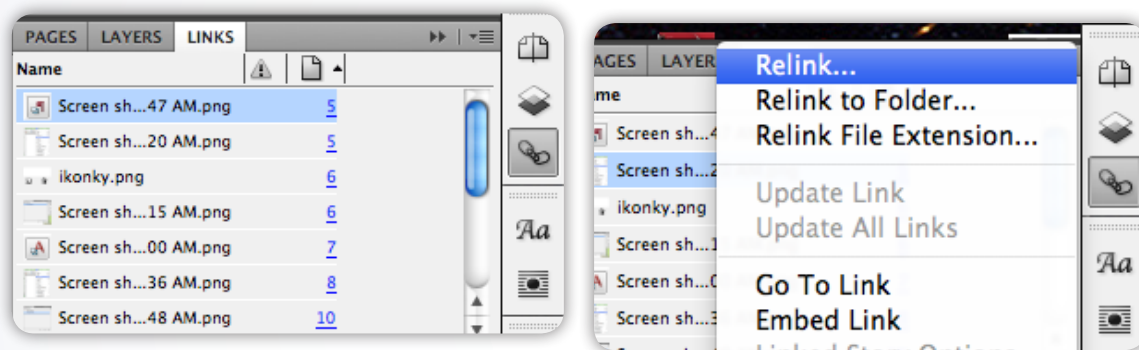 PAGES LAYERS LINKS
Name
Screen sh...47 AM.png 5
Screen sh...20 AM.png 5
ikonky.png 6
Screen sh...15 AM.png 6
Screen sh...00 AM.png 7
Screen sh...36 AM.png 8
Screen sh...48 AM.png 10
Aa
AGES LAYER
me
Screen sh...4
Screen sh...2
ikonky.png
Screen sh...1
Screen sh...0
Screen sh...3
Relink...
Relink to Folder...
Relink File Extension...
Update Link
Update All Links
Go To Link
Embed Link
Linked Story Options...
Aa